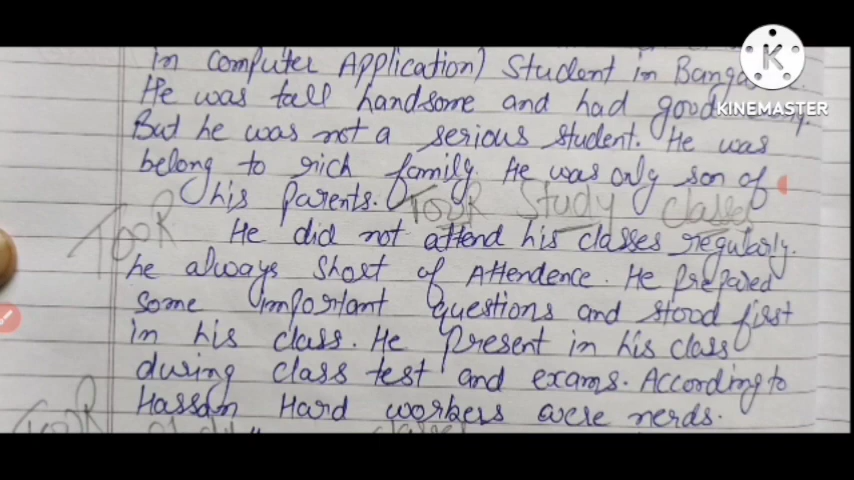 in Computer Application) Student in Banga
KINEMASTER
He was tall handsome and had good
But he was not a serious student. He was
belong to rich family. He was only son of
his parents.
TOOK Study classes
TOOK
He did not attend his classes regularly.
he always short of Attendence. He prepared
some important questions and stood first
in his class. He present in his class
during class test and exams. According to
Hassam Hard workers were nerds.
TOOK